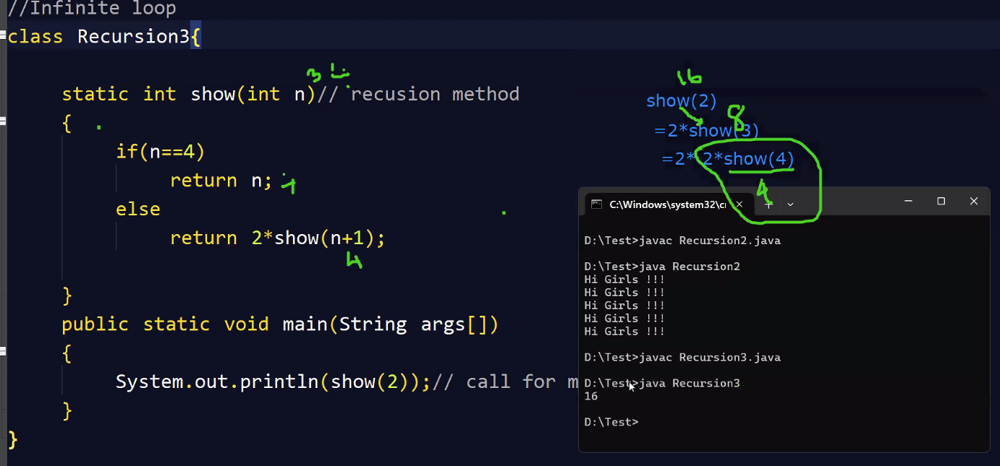 //Infinite loop
class Recursion3{
3
static int show(int n)// recusion method
{
if(n==4)
return n;
else
return 2*show(n+1);
4
}
public static void main(String args[])
{
System.out.println(show(2));// call for m
}
}
16
show(2)
8
=2*show(3)
=2* 2*show(4)
4
C:\Windows\system32\c
D:\Test>javac Recursion2.java
D:\Test>java Recursion2
Hi Girls !!!
Hi Girls !!!
Hi Girls !!!
Hi Girls !!!
Hi Girls !!!
D:\Test>javac Recursion3.java
D:\Test>java Recursion3
16
D:\Test>